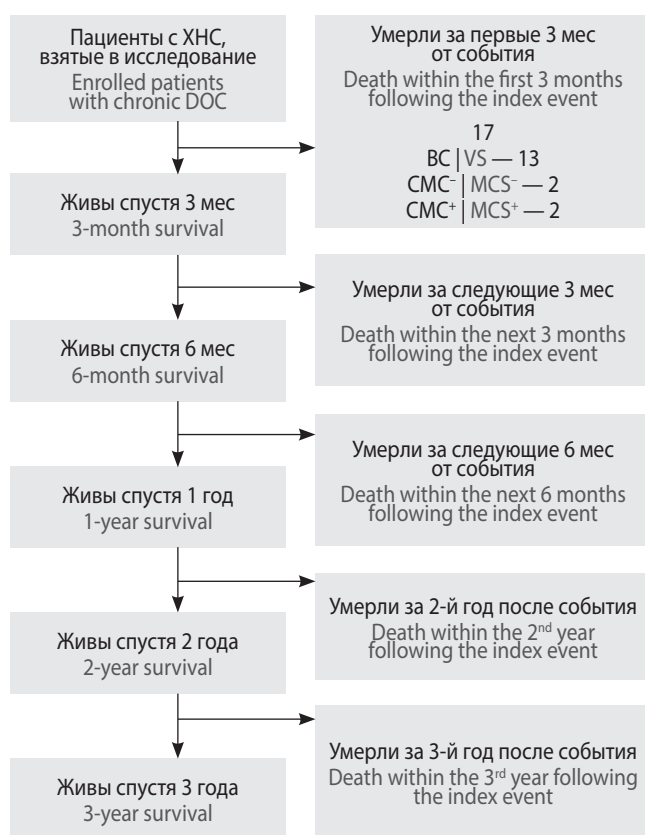 Пациенты с ХНС,
взятые в исследование
Enrolled patients
with chronic DOC
Умерли за первые 3 мес
от события
Death within the first 3 months
following the index event
17
ВС | VS — 13
СМС⁻ | MCS⁻ — 2
СМС⁺ | MCS⁺ — 2
Живы спустя 3 мес
3-month survival
Умерли за следующие 3 мес
от события
Death within the next 3 months
following the index event
Живы спустя 6 мес
6-month survival
Умерли за следующие 6 мес
от события
Death within the next 6 months
following the index event
Живы спустя 1 год
1-year survival
Умерли за 2-й год после события
Death within the 2ⁿᵈ year
following the index event
Живы спустя 2 года
2-year survival
Умерли за 3-й год после события
Death within the 3ʳᵈ year following
the index event
Живы спустя 3 года
3-year survival